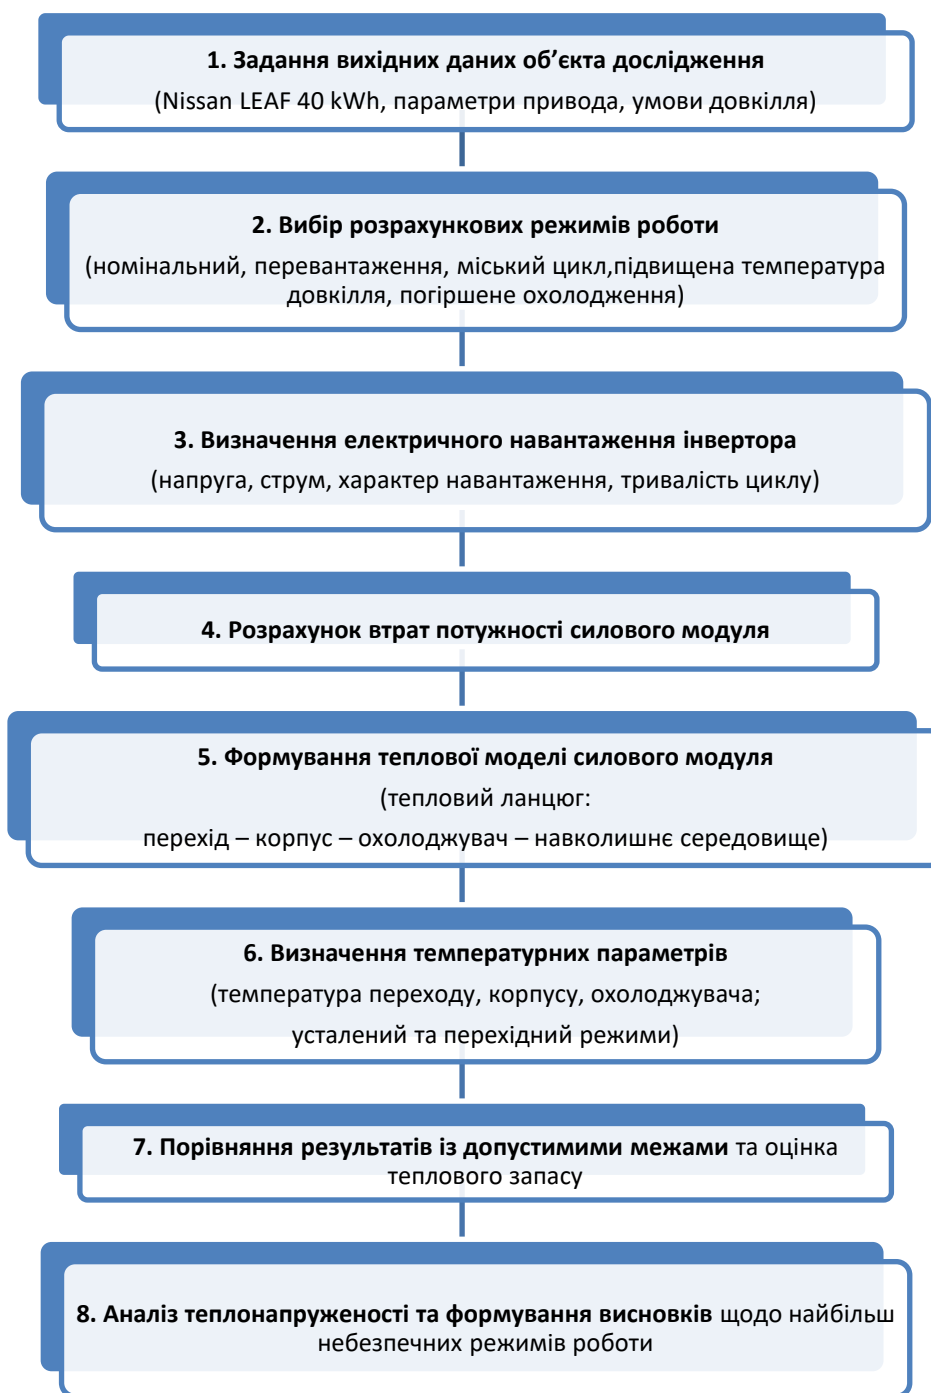 1. Задання вихідних даних об’єкта дослідження
(Nissan LEAF 40 kWh, параметри привода, умови довкілля)
2. Вибір розрахункових режимів роботи
(номінальний, перевантаження, міський цикл,підвищена температура
довкілля, погіршене охолодження)
3. Визначення електричного навантаження інвертора
(напруга, струм, характер навантаження, тривалість циклу)
4. Розрахунок втрат потужності силового модуля
5. Формування теплової моделі силового модуля
(тепловий ланцюг:
перехід – корпус – охолоджувач – навколишнє середовище)
6. Визначення температурних параметрів
(температура переходу, корпусу, охолоджувача;
усталений та перехідний режими)
7. Порівняння результатів із допустимими межами та оцінка
теплового запасу
8. Аналіз теплонапруженості та формування висновків щодо найбільш
небезпечних режимів роботи